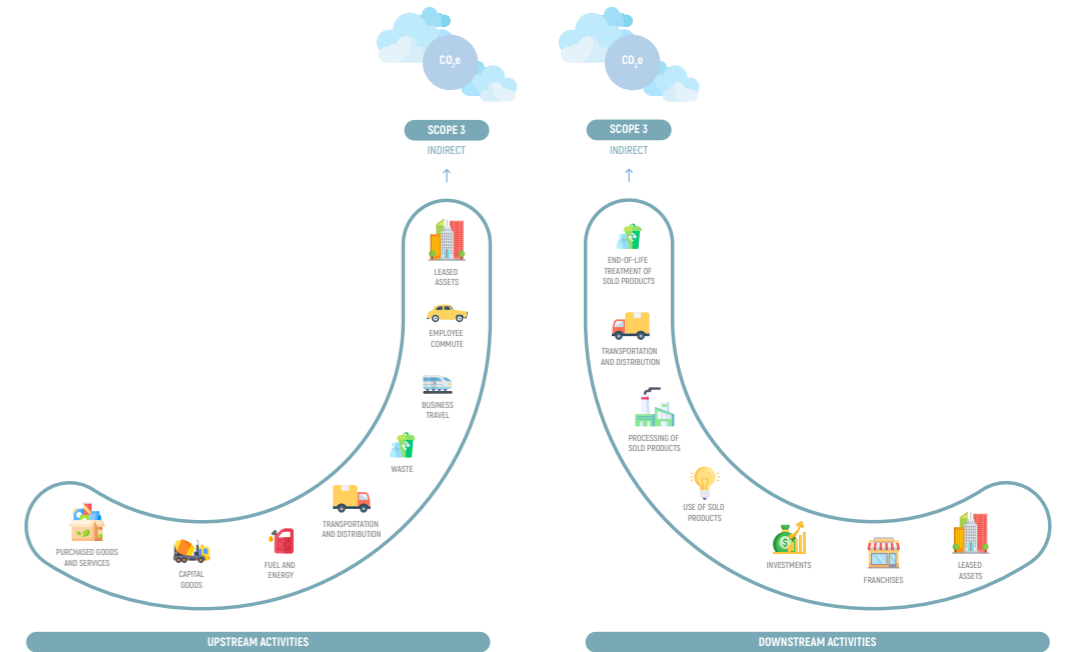 CO₂e
SCOPE 3
INDIRECT
LEASED
ASSETS
EMPLOYEE
COMMUTE
BUSINESS
TRAVEL
WASTE
TRANSPORTATION
AND DISTRIBUTION
FUEL AND
ENERGY
CAPITAL
GOODS
PURCHASED GOODS
AND SERVICES
UPSTREAM ACTIVITIES
CO₂e
SCOPE 3
INDIRECT
END-OF-LIFE
TREATMENT OF
SOLD PRODUCTS
TRANSPORTATION
AND DISTRIBUTION
PROCESSING OF
SOLD PRODUCTS
USE OF SOLD
PRODUCTS
INVESTMENTS
FRANCHISES
LEASED
ASSETS
DOWNSTREAM ACTIVITIES